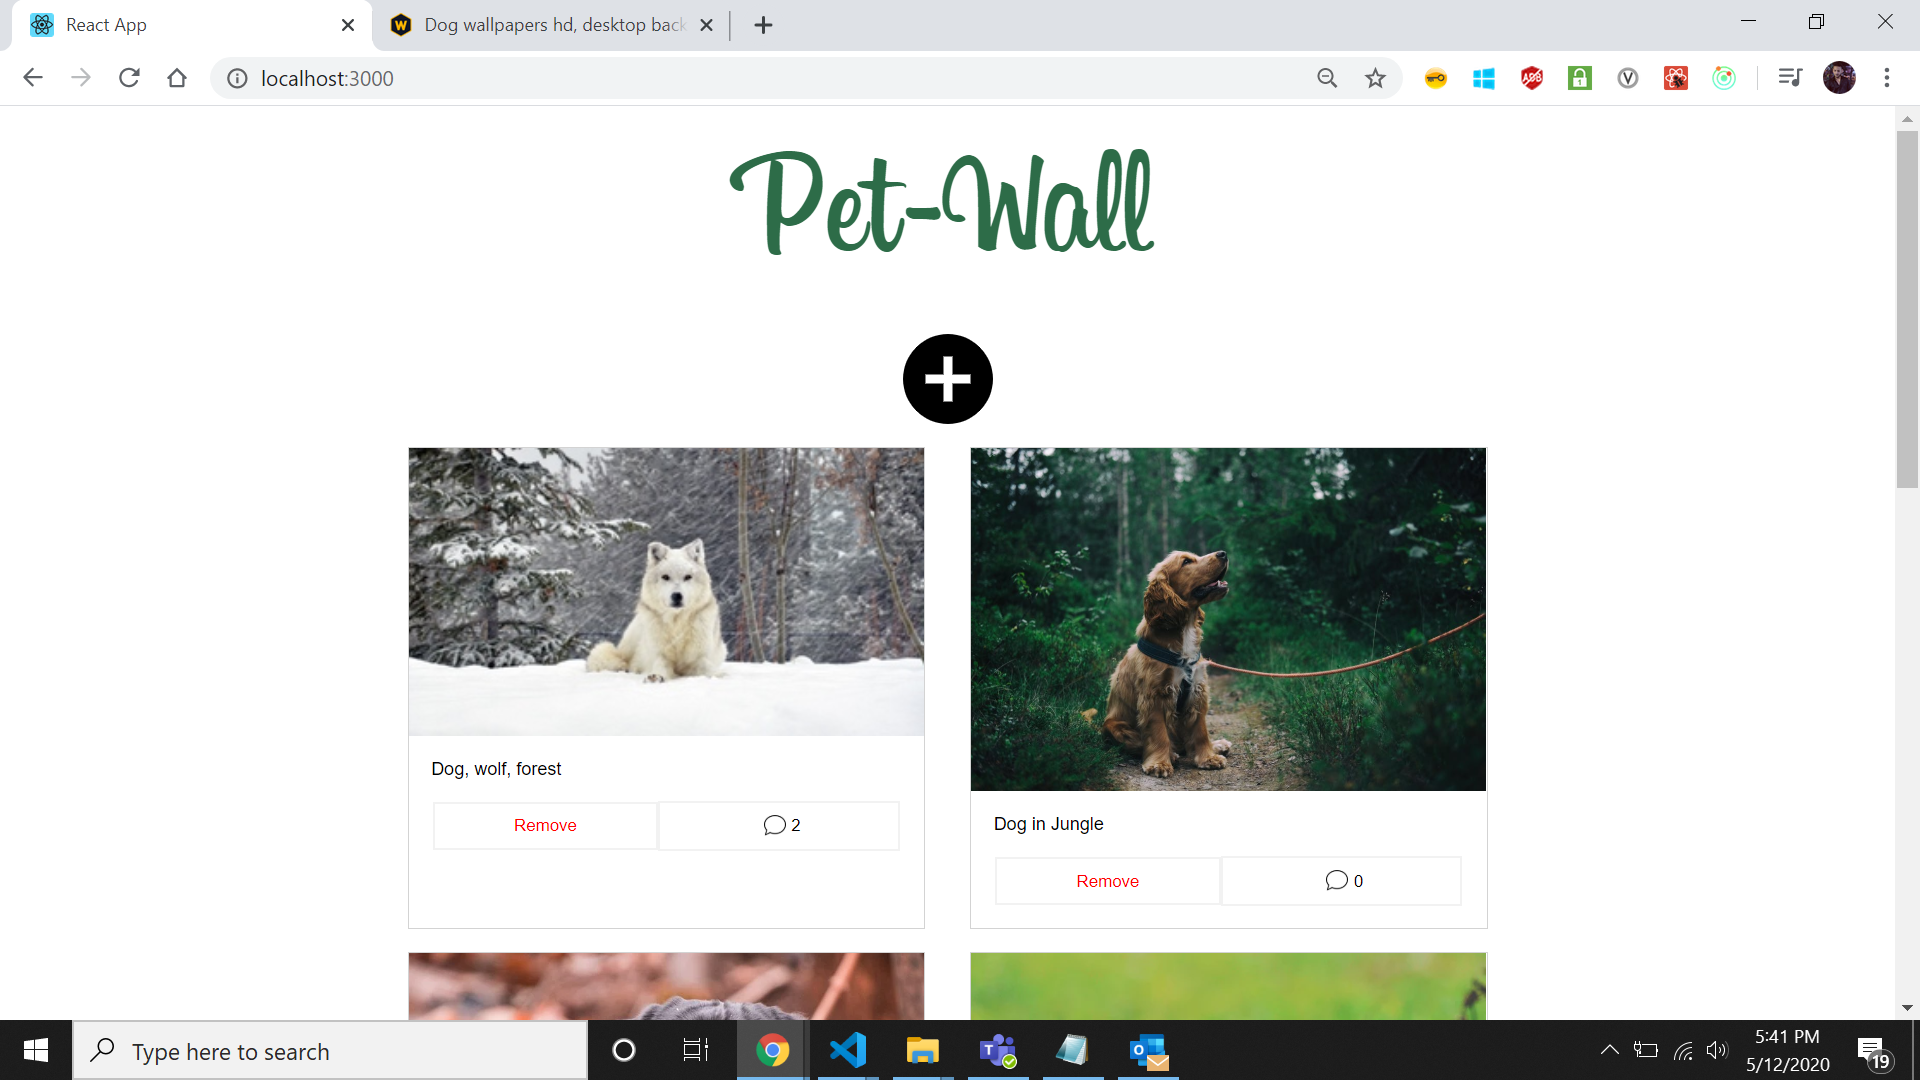 React App
Dog wallpapers hd, desktop back
localhost:3000
Pet-Wall
Dog, wolf, forest
Remove
2
Dog in Jungle
Remove
0
Type here to search
5:41 PM
5/12/2020
19